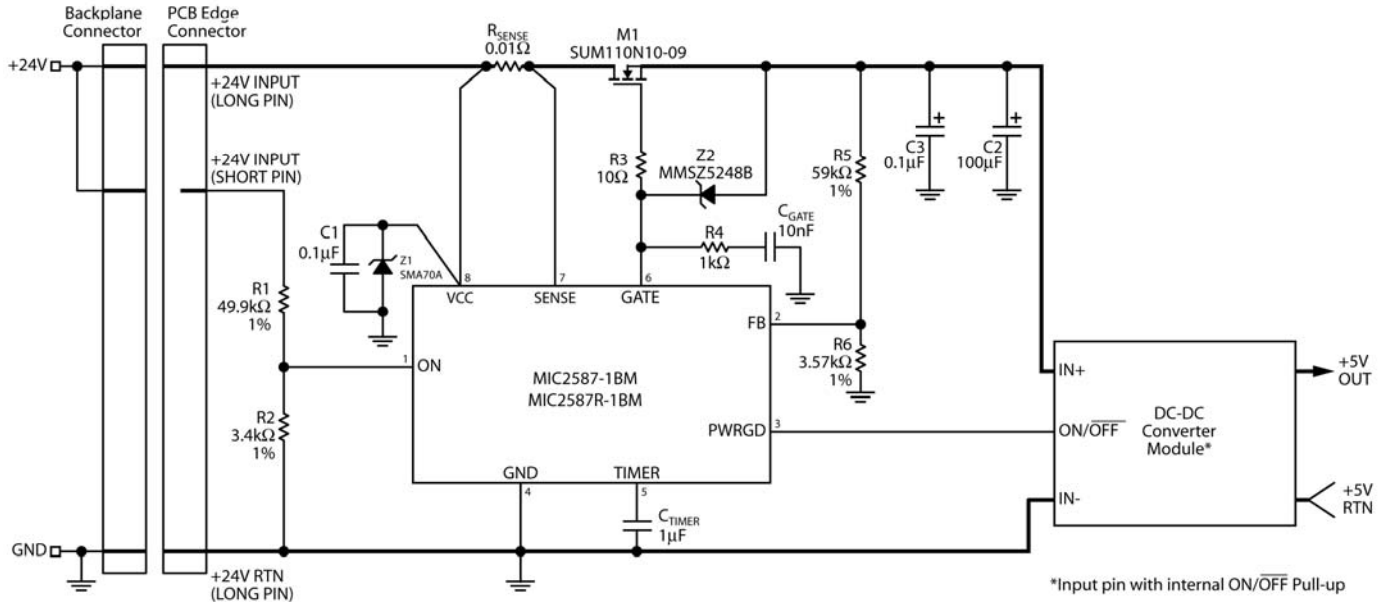 Backplane
Connector
PCB Edge
Connector
+24V
+24V INPUT
(LONG PIN)
+24V INPUT
(SHORT PIN)
RSENSE
0.01Ω
M1
SUM110N10-09
R3
10Ω
Z2
MMSZ5248B
R5
59kΩ
1%
C3
0.1μF
C2
100μF
CGATE
10nF
R4
1kΩ
C1
0.1μF
Z1
SMA70A
R1
49.9kΩ
1%
R2
3.4kΩ
1%
8
VCC
7
SENSE
6
GATE
FB
2
1
ON
MIC2587-1BM
MIC2587R-1BM
R6
3.57kΩ
1%
PWRGD
3
GND
4
TIMER
5
CTIMER
1μF
IN+
ON/OFF
IN-
DC-DC
Converter
Module*
+5V
OUT
+5V
RTN
GND
+24V RTN
(LONG PIN)
*Input pin with internal ON/OFF Pull-up